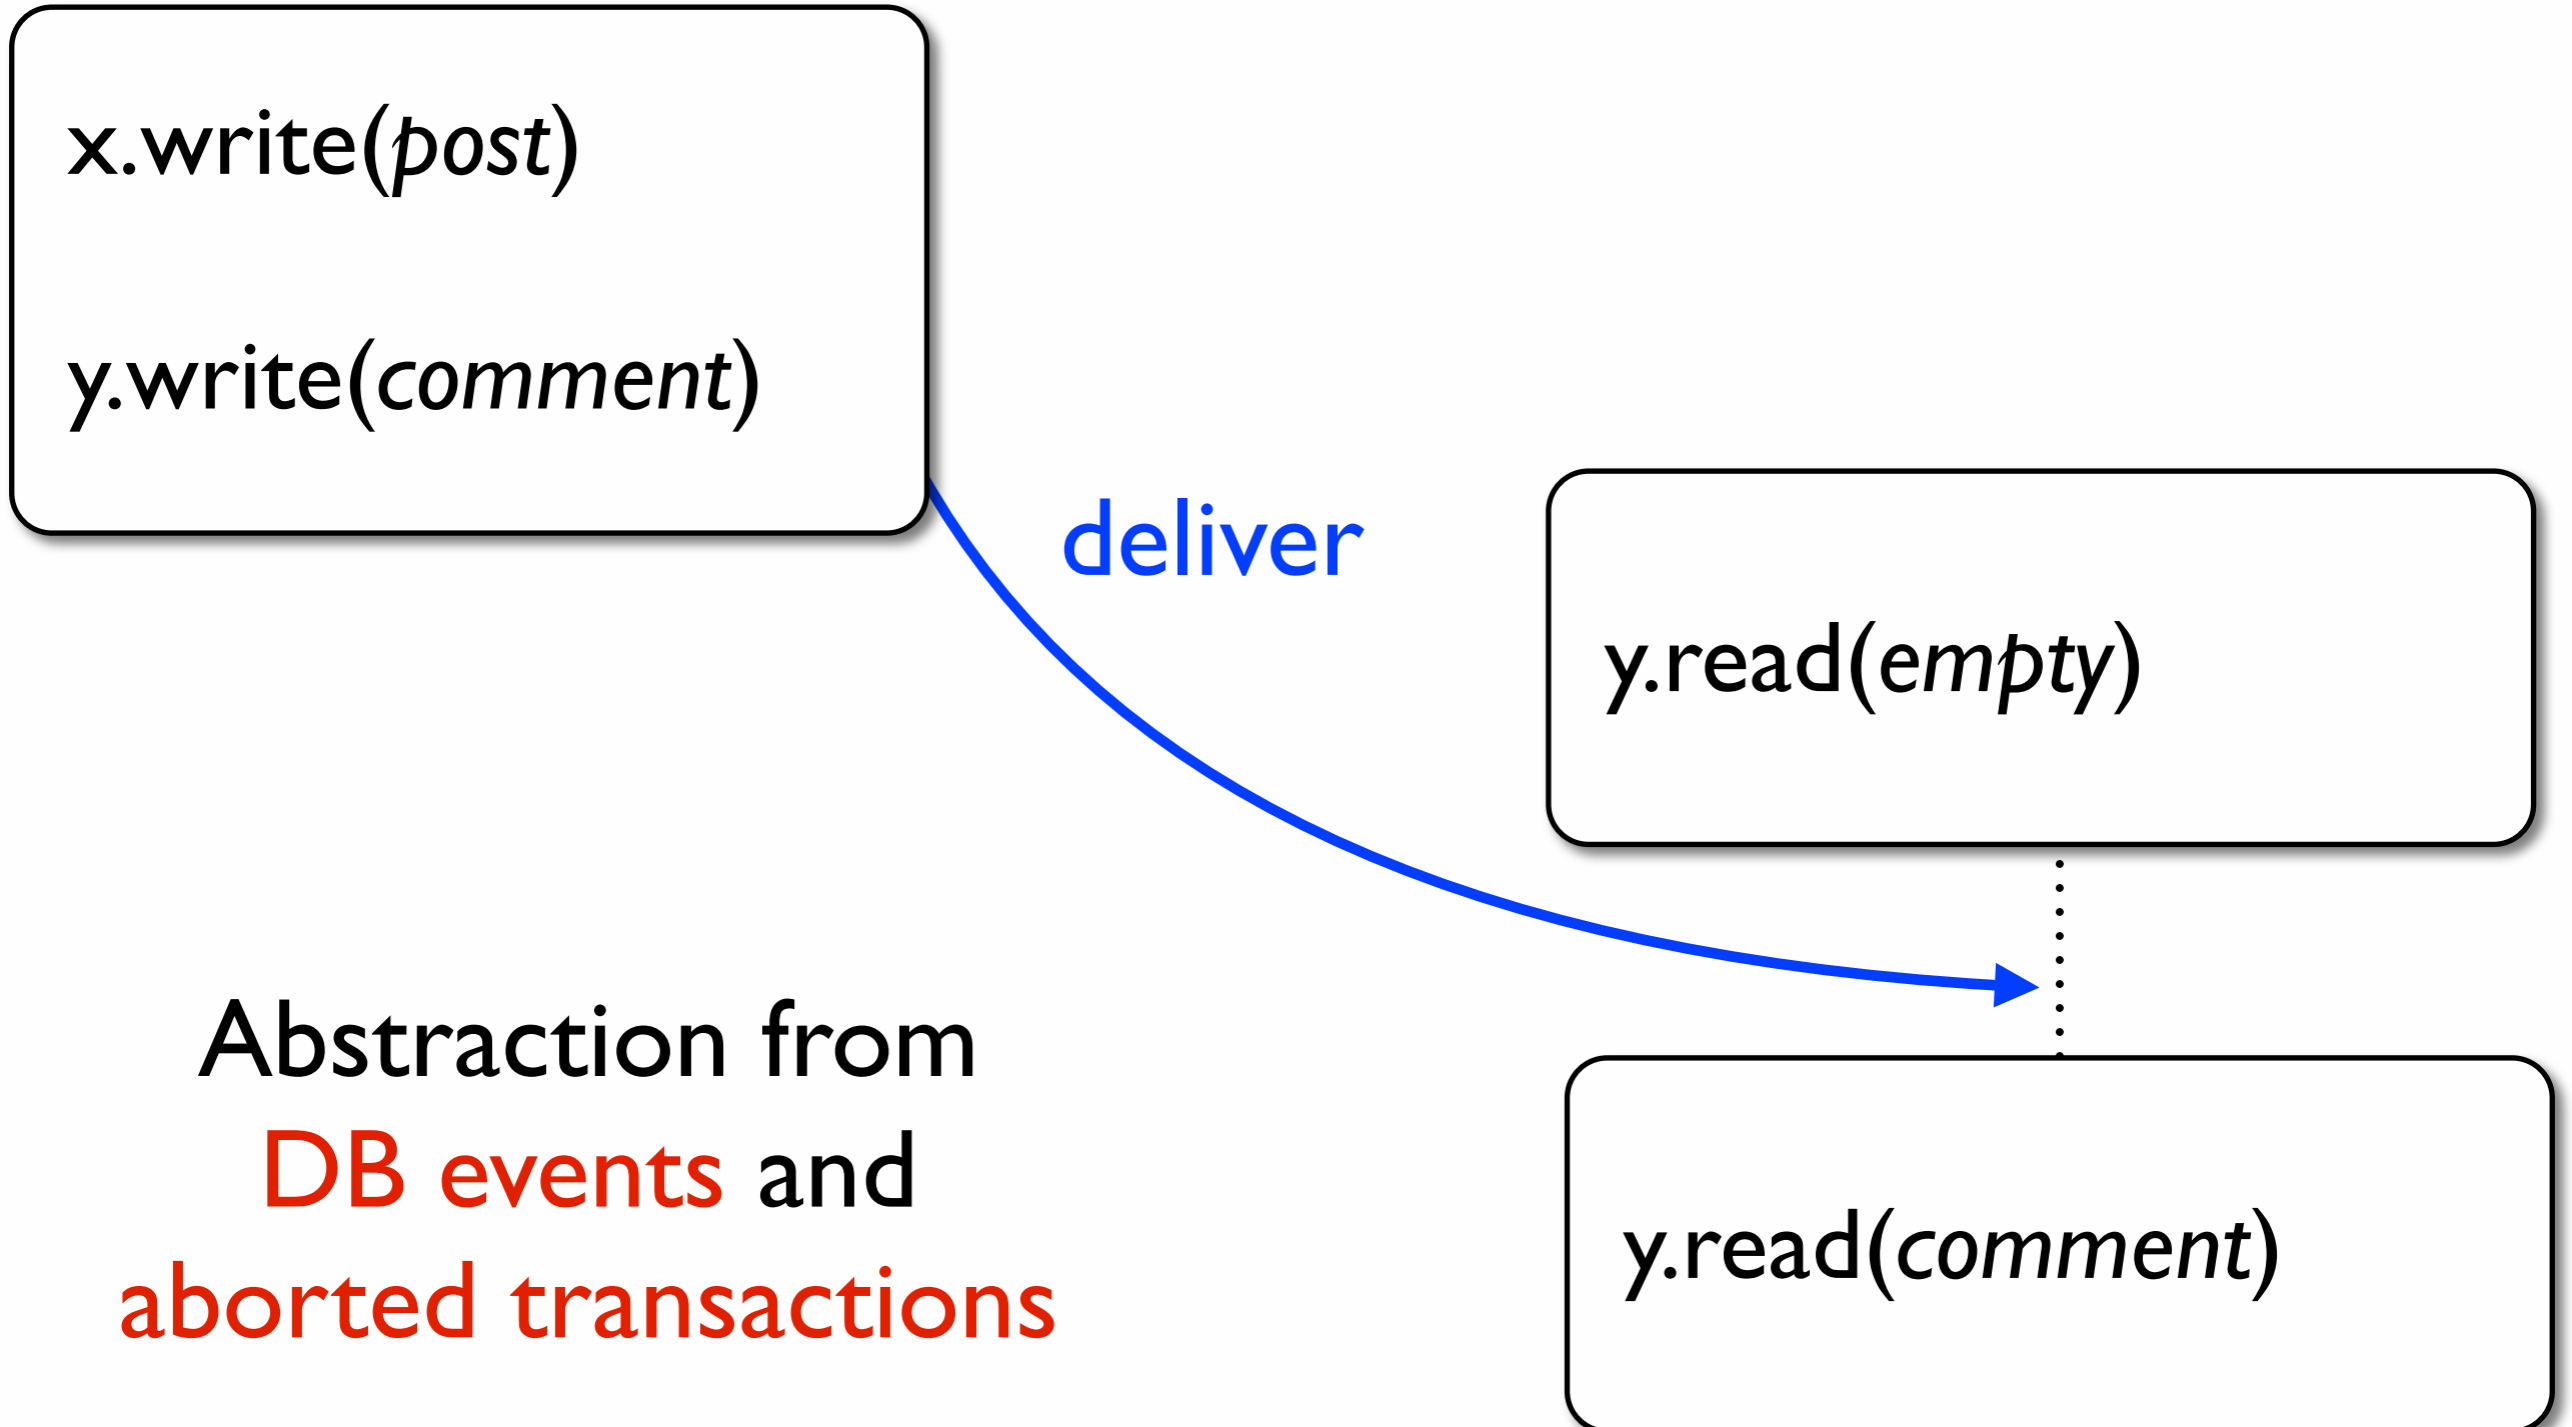 x.write(post)
y.write(comment)
deliver
y.read(empty)
Abstraction from
DB events and
aborted transactions
y.read(comment)